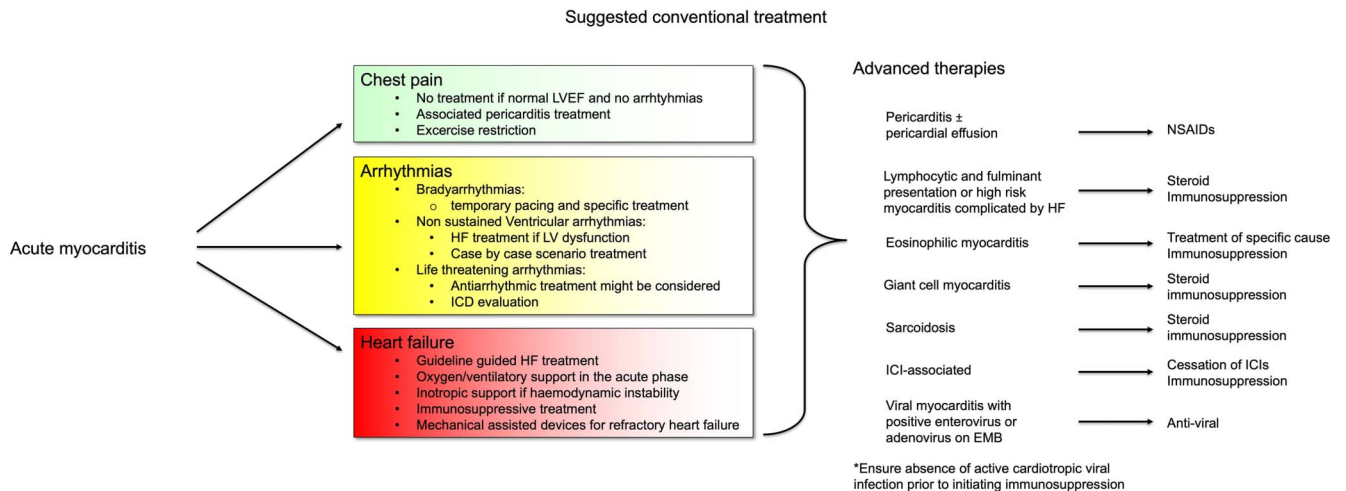 Suggested conventional treatment
Acute myocarditis
Chest pain
• No treatment if normal LVEF and no arrhtyhmias
• Associated pericarditis treatment
• Excercise restriction
Arrhythmias
• Bradyarrhythmias:
o temporary pacing and specific treatment
• Non sustained Ventricular arrhythmias:
• HF treatment if LV dysfunction
• Case by case scenario treatment
• Life threatening arrhythmias:
• Antiarrhythmic treatment might be considered
• ICD evaluation
Heart failure
• Guideline guided HF treatment
• Oxygen/ventilatory support in the acute phase
• Inotropic support if haemodynamic instability
• Immunosuppressive treatment
• Mechanical assisted devices for refractory heart failure
Advanced therapies
Pericarditis ±
pericardial effusion
NSAIDs
Lymphocytic and fulminant
presentation or high risk
myocarditis complicated by HF
Steroid
Immunosuppression
Eosinophilic myocarditis
Treatment of specific cause
Immunosuppression
Giant cell myocarditis
Steroid
immunosuppression
Sarcoidosis
Steroid
immunosuppression
ICI-associated
Cessation of ICIs
Immunosuppression
Viral myocarditis with
positive enterovirus or
adenovirus on EMB
Anti-viral
*Ensure absence of active cardiotropic viral
infection prior to initiating immunosuppression